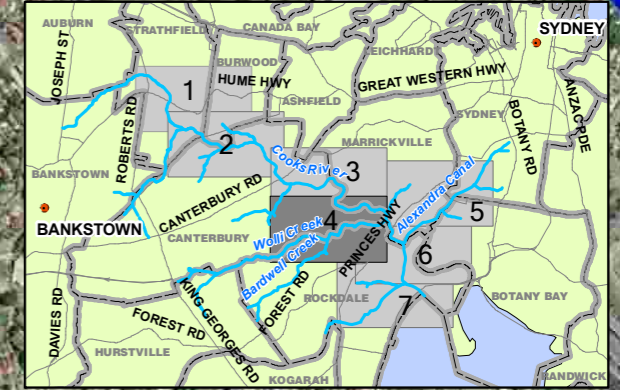 AUBURN
STRATHFIELD
CANADA BAY
SYDNEY
JOSEPH ST
BURWOOD
LEICHHARDT
HUME HWY
GREAT WESTERN HWY
ANZAC PDE
1
ROBERTS RD
ASHFIELD
SYDNEY
BOTANY RD
2
MARRICKVILLE
Cooks River
3
BANKSTOWN
CANTERBURY RD
Alexandra Canal
BANKSTOWN
CANTERBURY
Wolli Creek
4
PRINCES HWY
5
Bardwell Creek
6
DAVIES RD
KING GEORGES RD
FOREST RD
FOREST RD
ROCKDALE
7
BOTANY BAY
HURSTVILLE
KOGARAH
RANDWICK